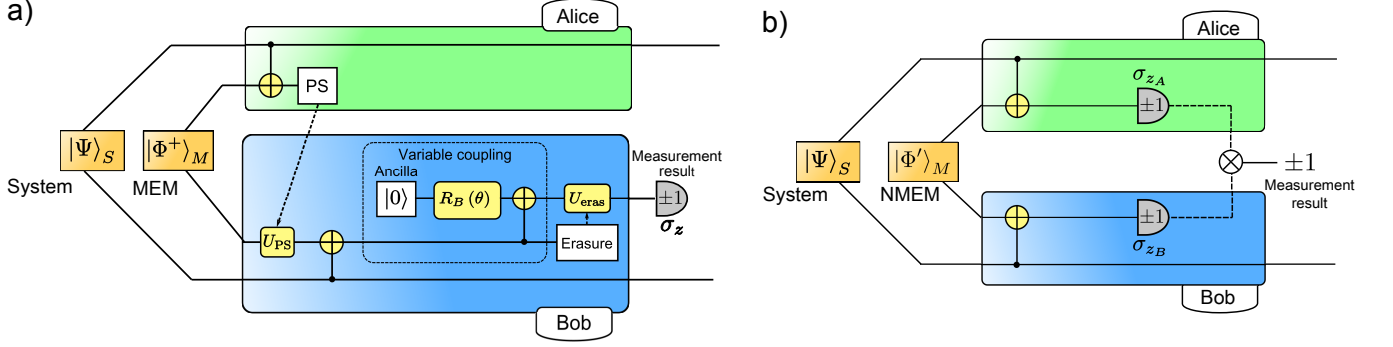 a)
Alice
PS
|Ψ⟩_S
|Φ⁺⟩_M
System
MEM
Variable coupling
Ancilla
|0⟩
R_B (θ)
U_eras
Measurement
result
±1
σ_z
U_PS
Erasure
Bob
b)
Alice
σ_{z_A}
±1
|Ψ⟩_S
|Φ′⟩_M
System
NMEM
±1
Measurement
result
±1
σ_{z_B}
Bob